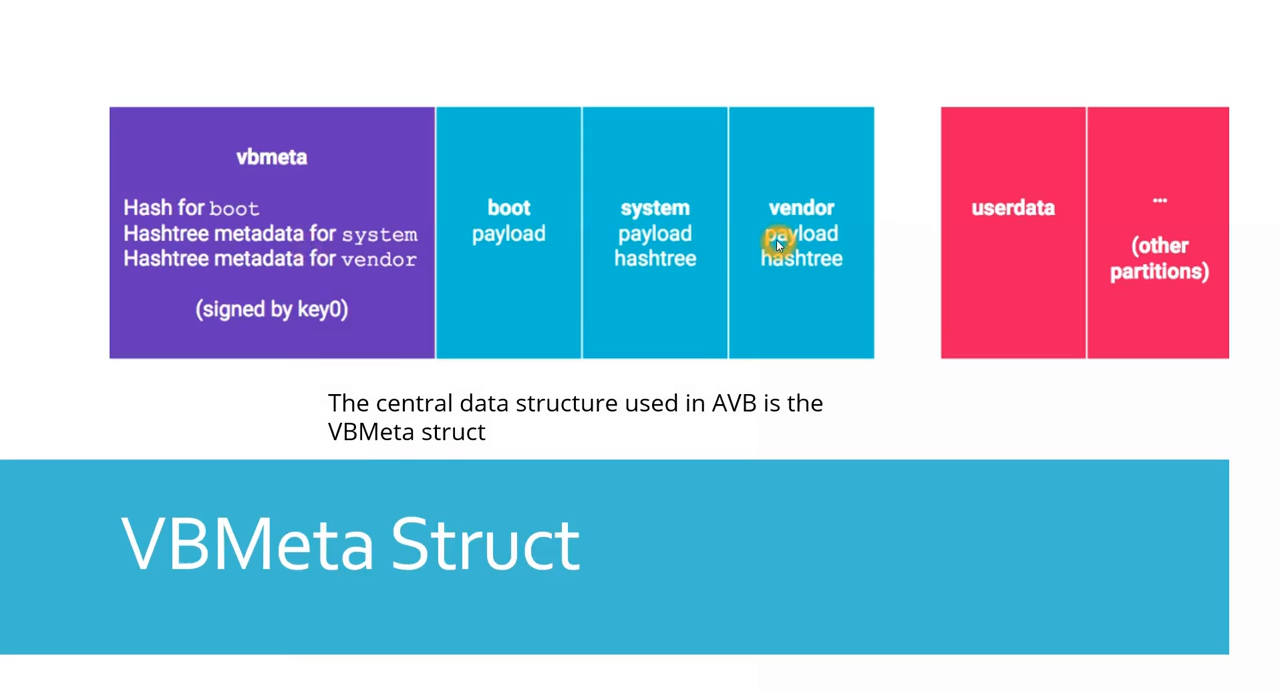 vbmeta
Hash for boot
Hashtree metadata for system
Hashtree metadata for vendor
(signed by key0)
boot
payload
system
payload
hashtree
vendor
payload
hashtree
userdata
...
(other
partitions)
The central data structure used in AVB is the
VBMeta struct
VBMeta Struct